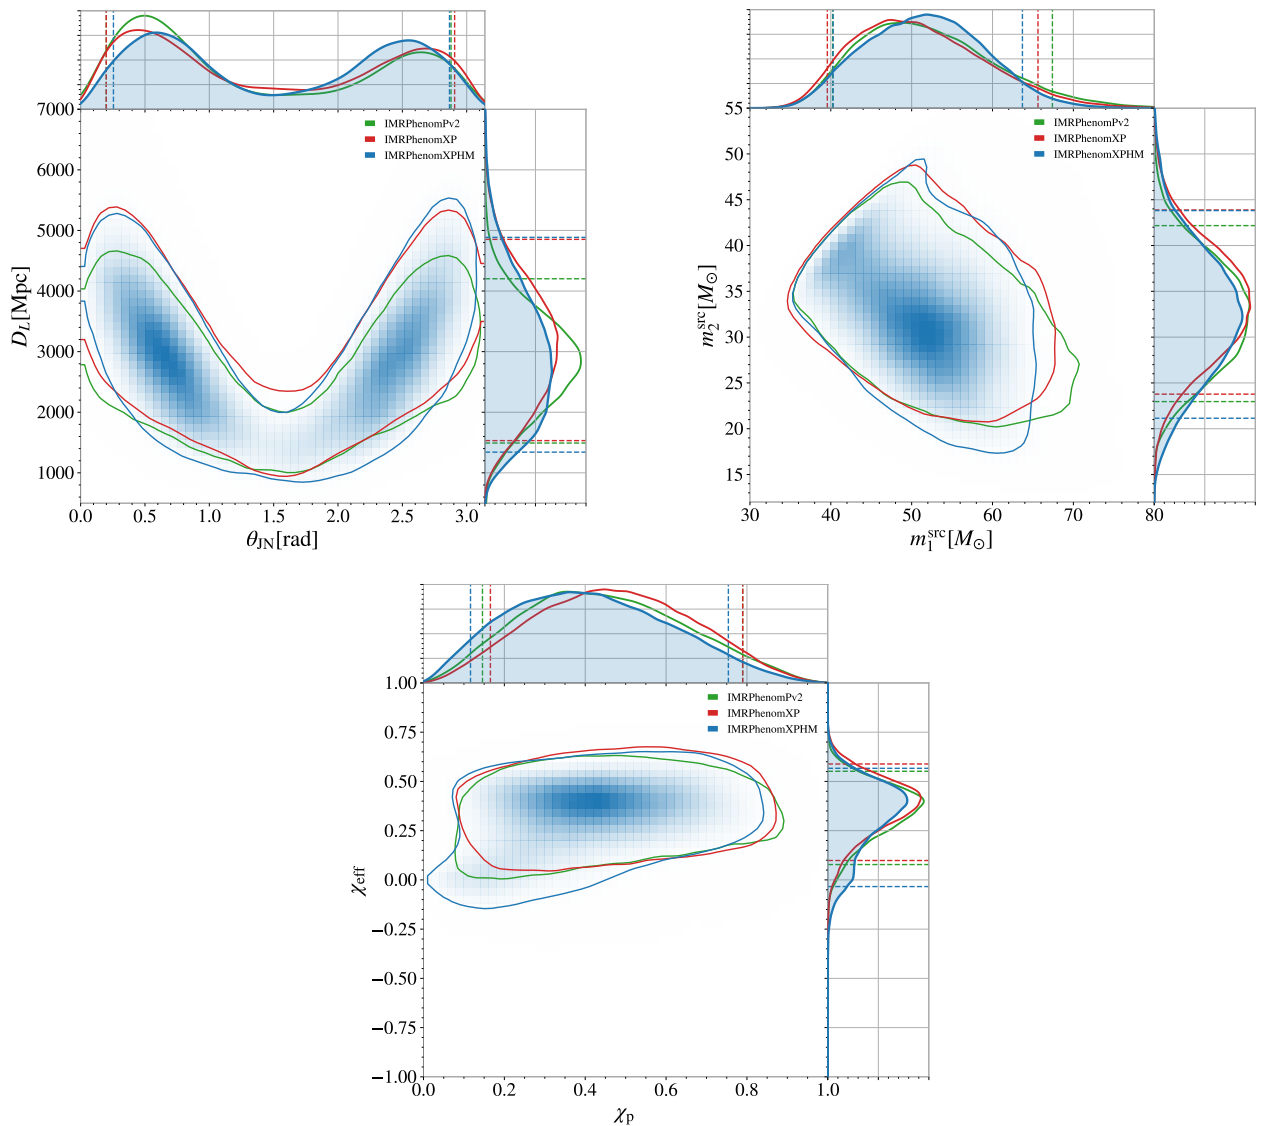 7000
6000
5000
4000
3000
2000
1000
D_L[Mpc]
IMRPhenomPv2
IMRPhenomXP
IMRPhenomXPHM
0.0 0.5 1.0 1.5 2.0 2.5 3.0
θ_JN[rad]
55
50
45
40
35
30
25
20
15
m_2^src[M_⊙]
IMRPhenomPv2
IMRPhenomXP
IMRPhenomXPHM
30 40 50 60 70 80
m_1^src[M_⊙]
1.00
0.75
0.50
0.25
0.00
−0.25
−0.50
−0.75
−1.00
χ_eff
IMRPhenomPv2
IMRPhenomXP
IMRPhenomXPHM
0.0 0.2 0.4 0.6 0.8 1.0
χ_p